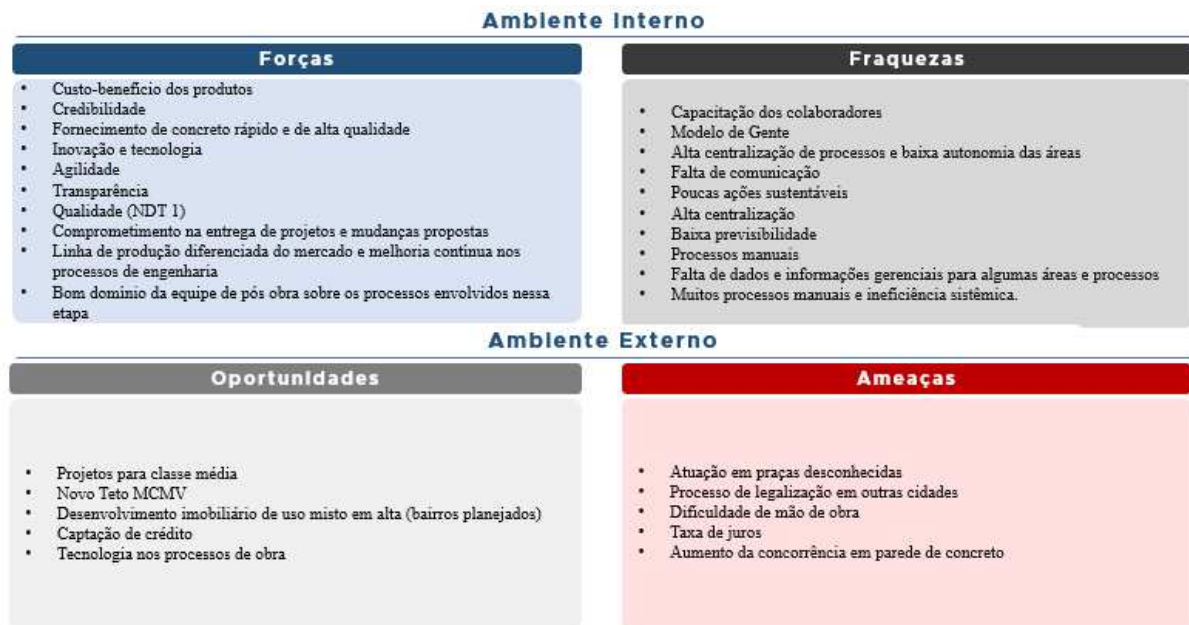 Ambiente Interno
Forças
• Custo-benefício dos produtos
• Credibilidade
• Fornecimento de concreto rápido e de alta qualidade
• Inovação e tecnologia
• Agilidade
• Transparência
• Qualidade (NDT 1)
• Comprometimento na entrega de projetos e mudanças propostas
• Linha de produção diferenciada do mercado e melhoria contínua nos
processos de engenharia
• Bom domínio da equipe de pós obra sobre os processos envolvidos nessa
etapa
Fraquezas
• Capacitação dos colaboradores
• Modelo de Gente
• Alta centralização de processos e baixa autonomia das áreas
• Falta de comunicação
• Poucas ações sustentáveis
• Alta centralização
• Baixa previsibilidade
• Processos manuais
• Falta de dados e informações gerenciais para algumas áreas e processos
• Muitos processos manuais e ineficiência sistêmica.
Ambiente Externo
Oportunidades
• Projetos para classe média
• Novo Teto MCMV
• Desenvolvimento imobiliário de uso misto em alta (bairros planejados)
• Captação de crédito
• Tecnologia nos processos de obra
Ameaças
• Atuação em praças desconhecidas
• Processo de legalização em outras cidades
• Dificuldade de mão de obra
• Taxa de juros
• Aumento da concorrência em parede de concreto